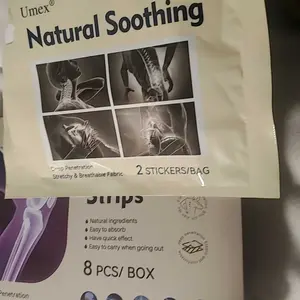 Umex®
Natural Soothing
Deep Penetration
Stretchy & Breathable Fabric
2 STICKERS/BAG
Strips
• Natural ingredients
• Easy to absorb
• Have quick effect
• Easy to carry when going out
8 PCS/ BOX
Penetration